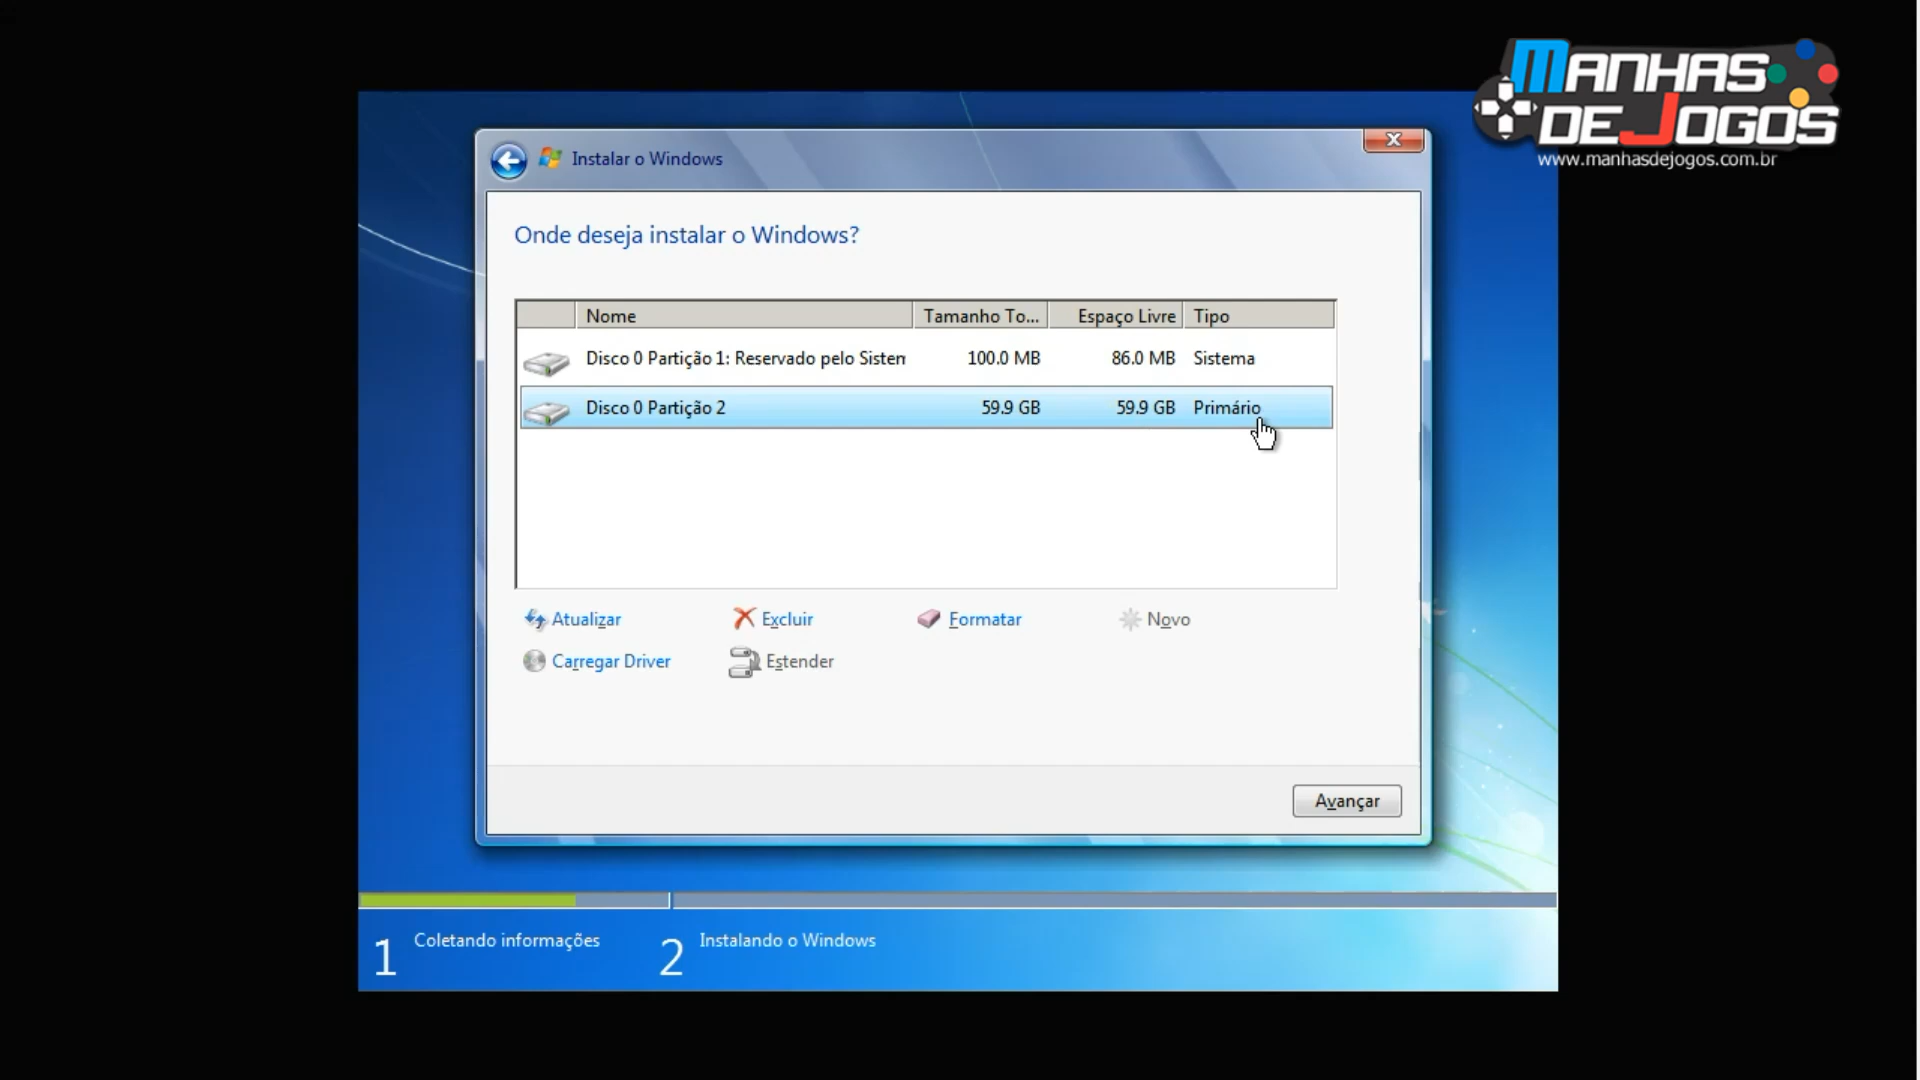 MANHAS
DE JOGOS
www.manhasdejogos.com.br
Instalar o Windows
X
Onde deseja instalar o Windows?
Nome Tamanho To... Espaço Livre Tipo
Disco 0 Partição 1: Reservado pelo Sistem 100.0 MB 86.0 MB Sistema
Disco 0 Partição 2 59.9 GB 59.9 GB Primário
Atualizar Excluir Formatar Novo
Carregar Driver Estender
Avançar
1 Coletando informações 2 Instalando o Windows